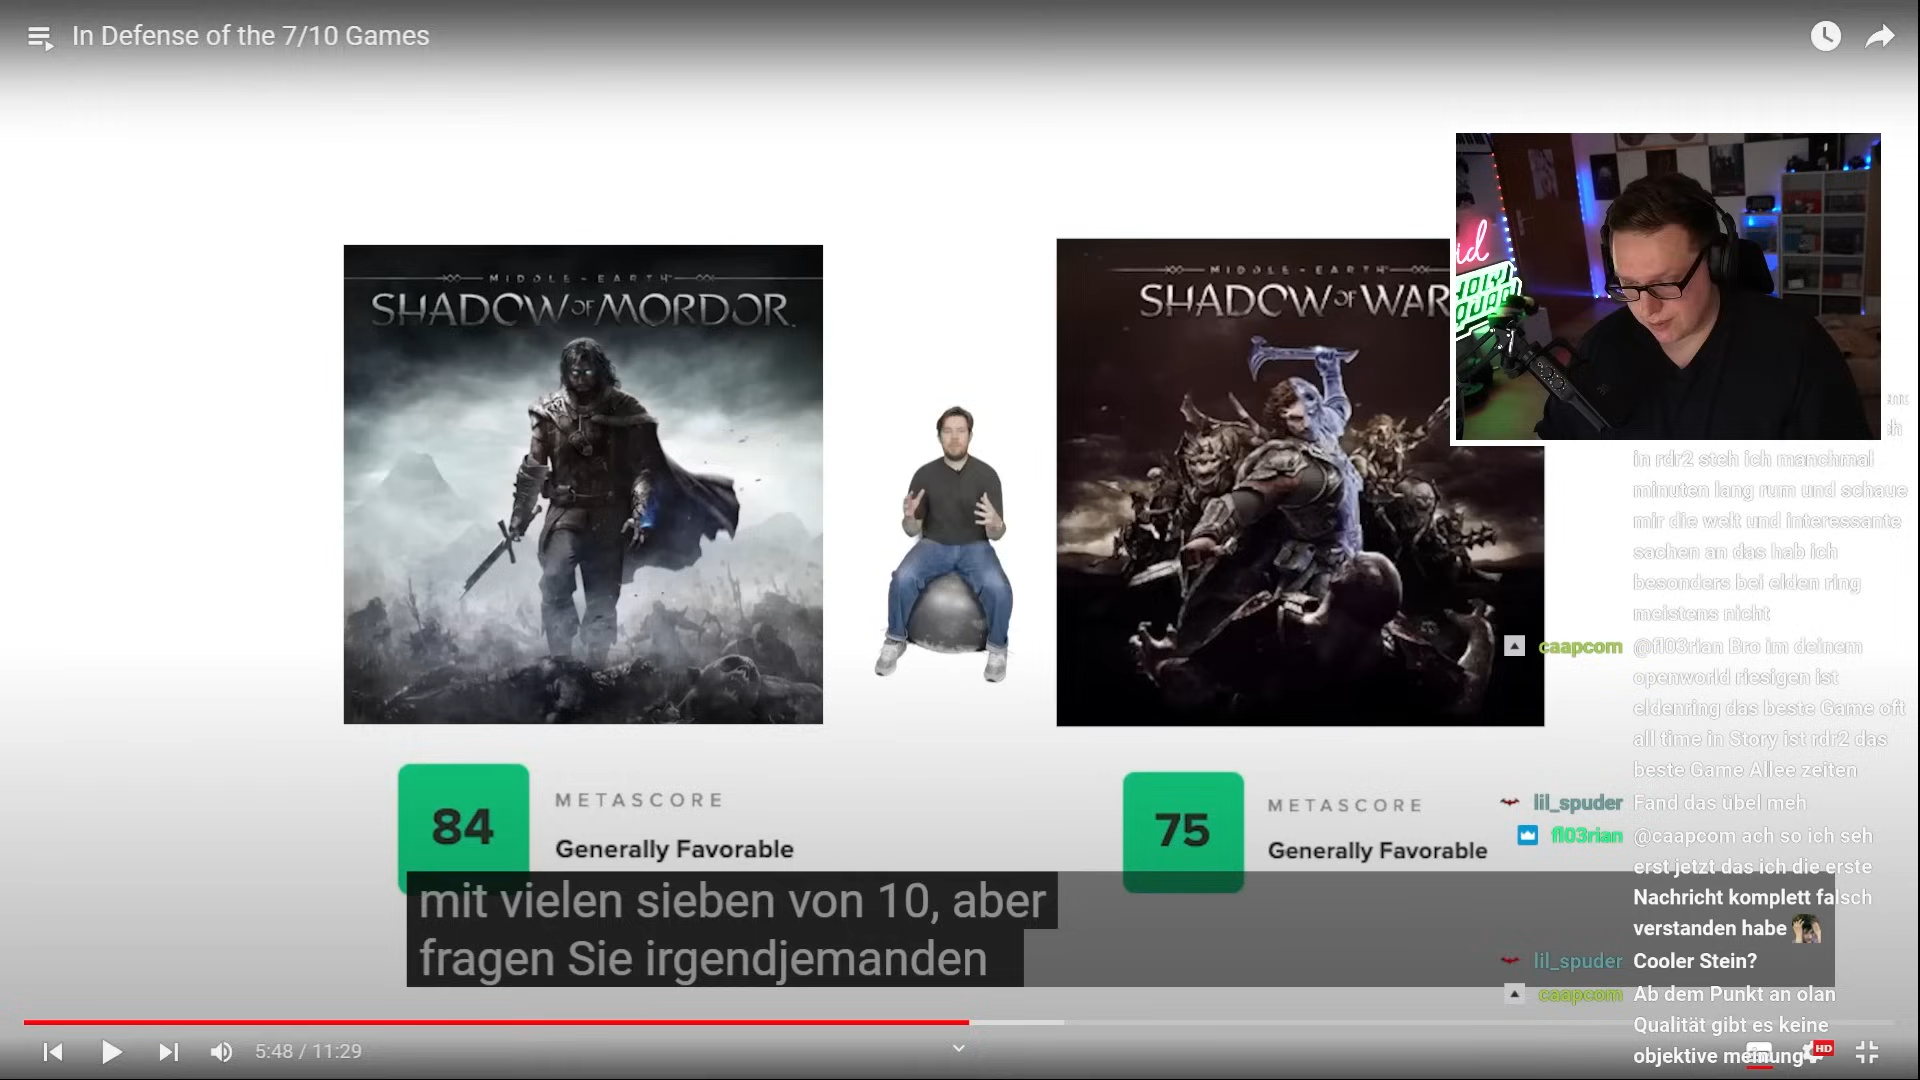 In Defense of the 7/10 Games
MIDDLE-EARTH
SHADOW OF MORDOR
MIDDLE-EARTH
SHADOW OF WAR
in rdr2 steh ich manchmal
minuten lang rum und schaue
mir die welt und interessante
sachen an das hab ich
besonders bei elden ring
meistens nicht
caapcom @fl03rian Bro im deinem
openworld riesigen ist
eldenring das beste Game oft
all time in Story ist rdr2 das
beste Game Allee zeiten
lil_spuder Fand das übel meh
fl03rian @caapcom ach so ich seh
erst jetzt das ich die erste
Nachricht komplett falsch
verstanden habe
lil_spuder Cooler Stein?
caapcom Ab dem Punkt an olan
Qualität gibt es keine
objektive meinung
84
METASCORE
Generally Favorable
75
METASCORE
Generally Favorable
mit vielen sieben von 10, aber
fragen Sie irgendjemanden
5:48 / 11:29
HD